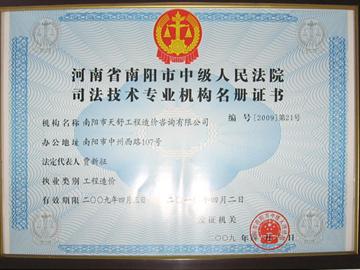 河南省南阳市中级人民法院
司法技术专业机构名册证书
机构名称 南阳市天舒工程造价咨询有限公司 编号[2009]第21号
办公地址 南阳市中州西路107号
法定代表人 贾新征
执业类别 工程造价
有效期限 二〇〇九年四月二 四月二日
发证机关
二〇〇九年